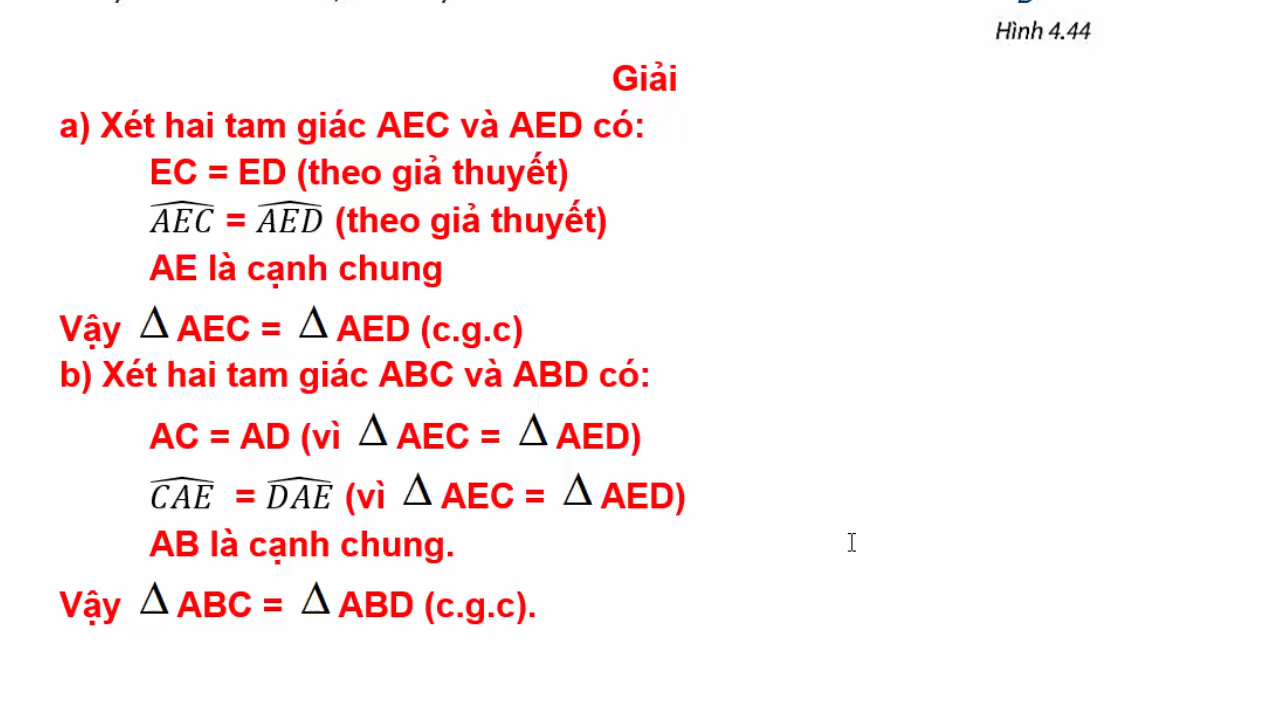 Hình 4.44
Giải
a) Xét hai tam giác AEC và AED có:
EC = ED (theo giả thuyết)
$\widehat{AEC}$ = $\widehat{AED}$ (theo giả thuyết)
AE là cạnh chung
Vậy Δ AEC = Δ AED (c.g.c)
b) Xét hai tam giác ABC và ABD có:
AC = AD (vì Δ AEC = Δ AED)
$\widehat{CAE}$ = $\widehat{DAE}$ (vì Δ AEC = Δ AED)
AB là cạnh chung.
Vậy Δ ABC = Δ ABD (c.g.c).